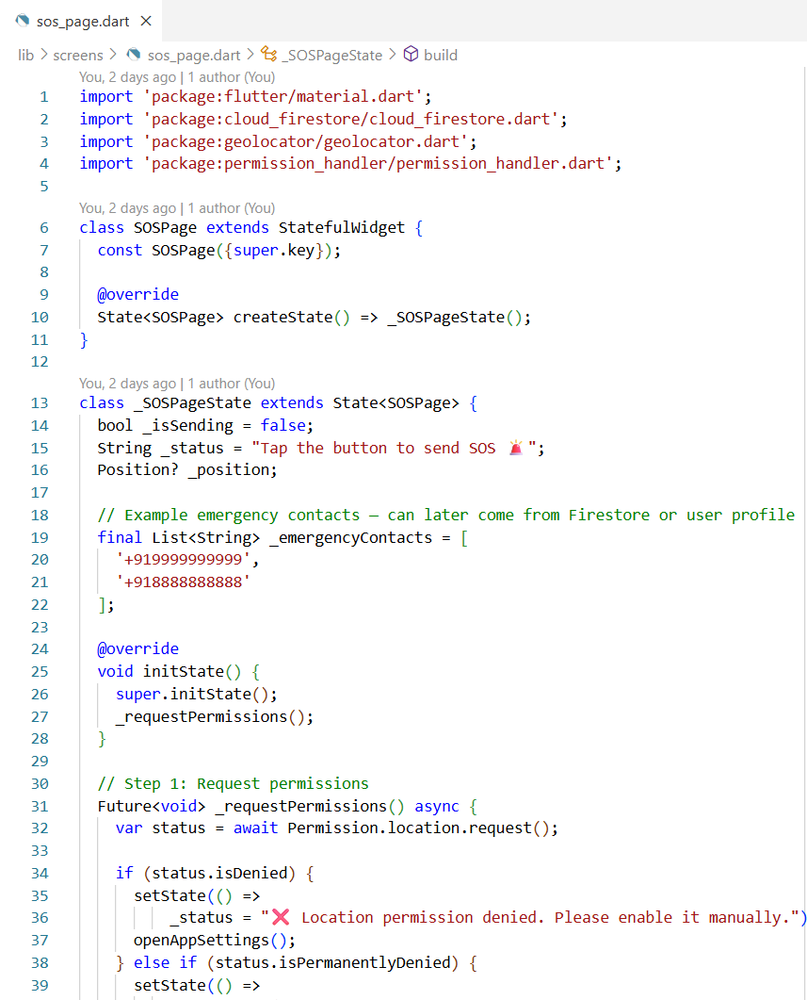 sos_page.dart ×
lib > screens > sos_page.dart > _SOSPageState > build
You, 2 days ago | 1 author (You)
1 import 'package:flutter/material.dart';
2 import 'package:cloud_firestore/cloud_firestore.dart';
3 import 'package:geolocator/geolocator.dart';
4 import 'package:permission_handler/permission_handler.dart';
5
You, 2 days ago | 1 author (You)
6 class SOSPage extends StatefulWidget {
7   const SOSPage({super.key});
8
9   @override
10   State<SOSPage> createState() => _SOSPageState();
11 }
12
You, 2 days ago | 1 author (You)
13 class _SOSPageState extends State<SOSPage> {
14   bool _isSending = false;
15   String _status = "Tap the button to send SOS 🚨";
16   Position? _position;
17
18   // Example emergency contacts — can later come from Firestore or user profile
19   final List<String> _emergencyContacts = [
20     '+919999999999',
21     '+918888888888'
22   ];
23
24   @override
25   void initState() {
26     super.initState();
27     _requestPermissions();
28   }
29
30   // Step 1: Request permissions
31   Future<void> _requestPermissions() async {
32     var status = await Permission.location.request();
33
34     if (status.isDenied) {
35       setState(() =>
36           _status = "❌ Location permission denied. Please enable it manually.")
37       openAppSettings();
38     } else if (status.isPermanentlyDenied) {
39       setState(() =>